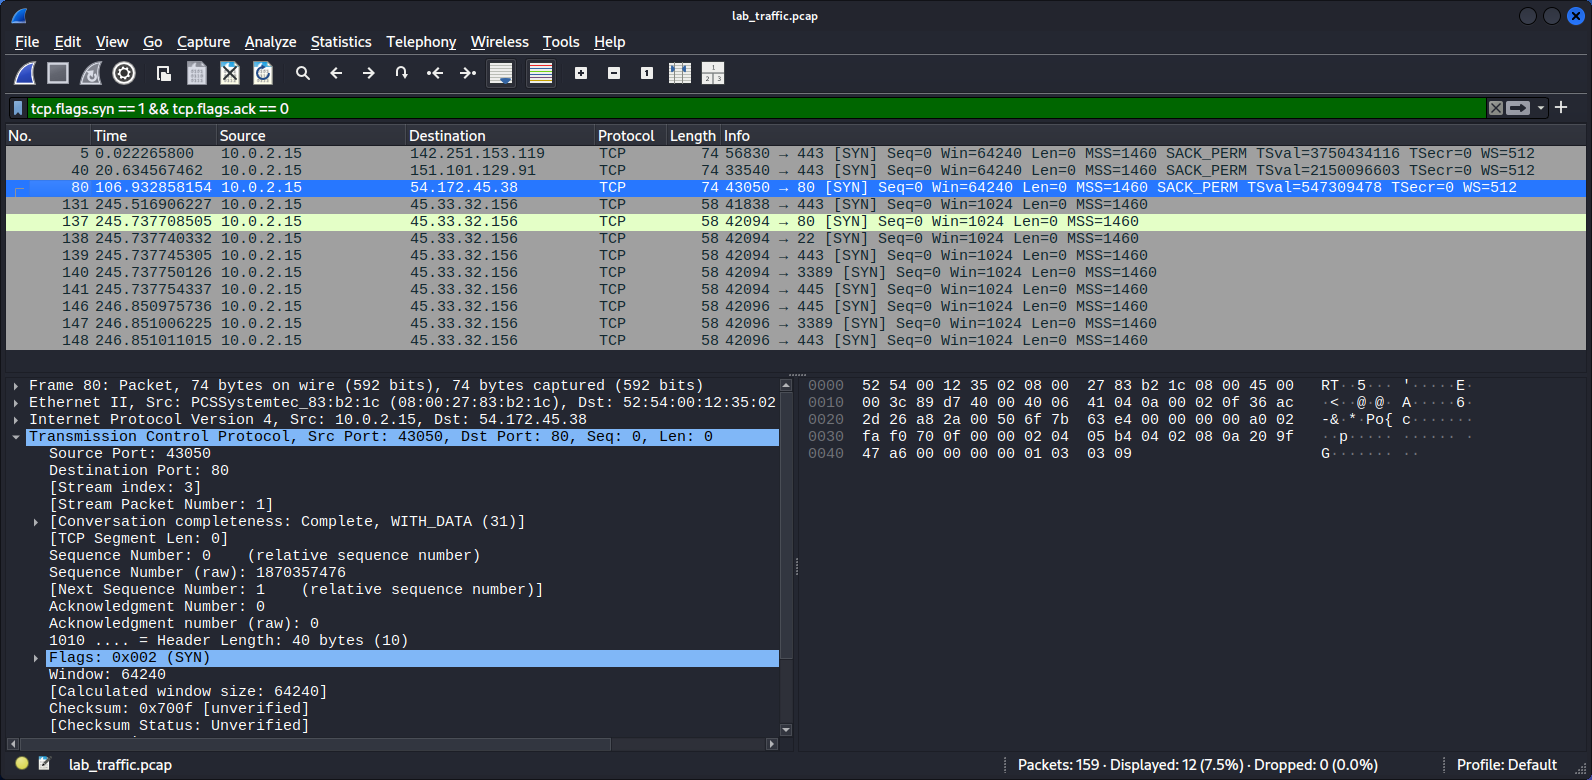 lab_traffic.pcap
File Edit View Go Capture Analyze Statistics Telephony Wireless Tools Help
tcp.flags.syn == 1 && tcp.flags.ack == 0
No. Time Source Destination Protocol Length Info
5 0.022265800 10.0.2.15 142.251.153.119 TCP 74 56830 → 443 [SYN] Seq=0 Win=64240 Len=0 MSS=1460 SACK_PERM TSval=3750434116 TSecr=0 WS=512
40 20.634567462 10.0.2.15 151.101.129.91 TCP 74 33540 → 443 [SYN] Seq=0 Win=64240 Len=0 MSS=1460 SACK_PERM TSval=2150096603 TSecr=0 WS=512
80 106.932858154 10.0.2.15 54.172.45.38 TCP 74 43050 → 80 [SYN] Seq=0 Win=64240 Len=0 MSS=1460 SACK_PERM TSval=547309478 TSecr=0 WS=512
131 245.516906227 10.0.2.15 45.33.32.156 TCP 58 41838 → 443 [SYN] Seq=0 Win=1024 Len=0 MSS=1460
137 245.737708505 10.0.2.15 45.33.32.156 TCP 58 42094 → 80 [SYN] Seq=0 Win=1024 Len=0 MSS=1460
138 245.737740332 10.0.2.15 45.33.32.156 TCP 58 42094 → 22 [SYN] Seq=0 Win=1024 Len=0 MSS=1460
139 245.737745305 10.0.2.15 45.33.32.156 TCP 58 42094 → 443 [SYN] Seq=0 Win=1024 Len=0 MSS=1460
140 245.737750126 10.0.2.15 45.33.32.156 TCP 58 42094 → 3389 [SYN] Seq=0 Win=1024 Len=0 MSS=1460
141 245.737754337 10.0.2.15 45.33.32.156 TCP 58 42094 → 445 [SYN] Seq=0 Win=1024 Len=0 MSS=1460
146 246.850975736 10.0.2.15 45.33.32.156 TCP 58 42096 → 445 [SYN] Seq=0 Win=1024 Len=0 MSS=1460
147 246.851006225 10.0.2.15 45.33.32.156 TCP 58 42096 → 3389 [SYN] Seq=0 Win=1024 Len=0 MSS=1460
148 246.851011015 10.0.2.15 45.33.32.156 TCP 58 42096 → 443 [SYN] Seq=0 Win=1024 Len=0 MSS=1460
Frame 80: Packet, 74 bytes on wire (592 bits), 74 bytes captured (592 bits)
Ethernet II, Src: PCSSystemtec_83:b2:1c (08:00:27:83:b2:1c), Dst: 52:54:00:12:35:02
Internet Protocol Version 4, Src: 10.0.2.15, Dst: 54.172.45.38
Transmission Control Protocol, Src Port: 43050, Dst Port: 80, Seq: 0, Len: 0
Source Port: 43050
Destination Port: 80
[Stream index: 3]
[Stream Packet Number: 1]
[Conversation completeness: Complete, WITH_DATA (31)]
[TCP Segment Len: 0]
Sequence Number: 0 (relative sequence number)
Sequence Number (raw): 1870357476
[Next Sequence Number: 1 (relative sequence number)]
Acknowledgment Number: 0
Acknowledgment number (raw): 0
1010 .... = Header Length: 40 bytes (10)
Flags: 0x002 (SYN)
Window: 64240
[Calculated window size: 64240]
Checksum: 0x700f [unverified]
[Checksum Status: Unverified]
0000 52 54 00 12 35 02 08 00 27 83 b2 1c 08 00 45 00 RT··5··· '·····E·
0010 00 3c 89 d7 40 00 40 06 41 04 0a 00 02 0f 36 ac ·<··@·@· A·····6·
0020 2d 26 a8 2a 00 50 6f 7b 63 e4 00 00 00 00 a0 02 -&·*·Po{ c·······
0030 fa f0 70 0f 00 00 02 04 05 b4 04 02 08 0a 20 9f ··p····· ······ ·
0040 47 a6 00 00 00 00 01 03 03 09 G······· ··
lab_traffic.pcap
Packets: 159 · Displayed: 12 (7.5%) · Dropped: 0 (0.0%)
Profile: Default